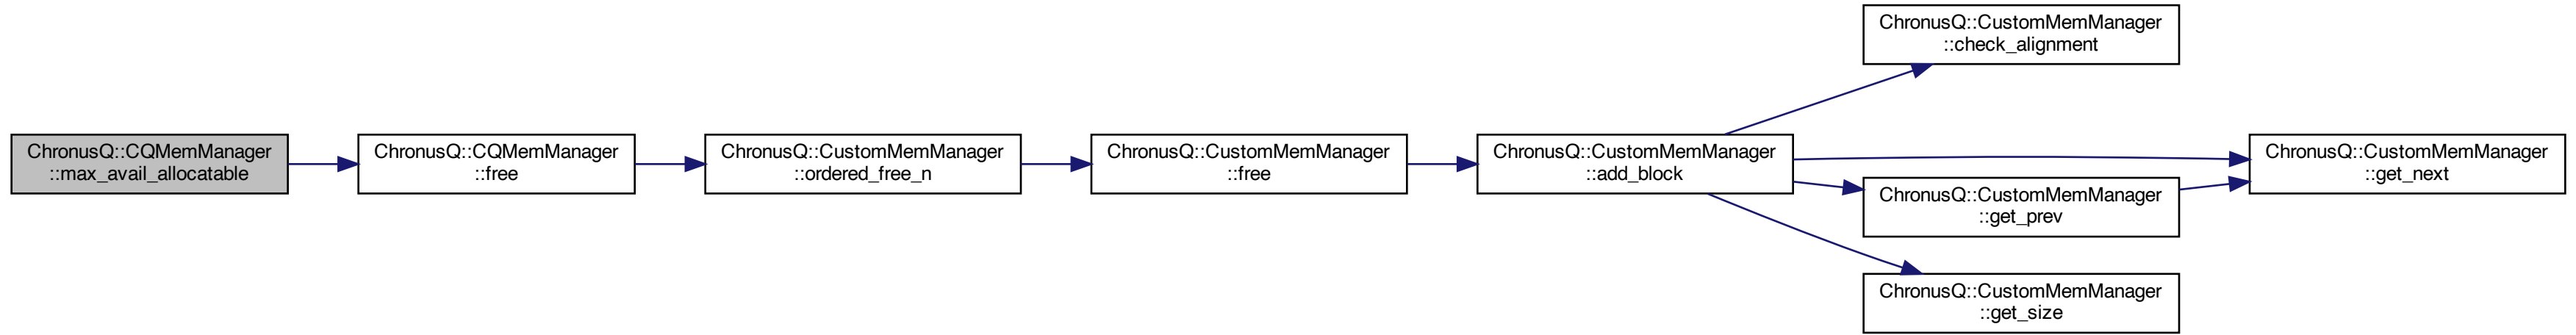 ChronusQ::CQMemManager
::max_avail_allocatable
ChronusQ::CQMemManager
::free
ChronusQ::CustomMemManager
::ordered_free_n
ChronusQ::CustomMemManager
::free
ChronusQ::CustomMemManager
::add_block
ChronusQ::CustomMemManager
::check_alignment
ChronusQ::CustomMemManager
::get_next
ChronusQ::CustomMemManager
::get_prev
ChronusQ::CustomMemManager
::get_size